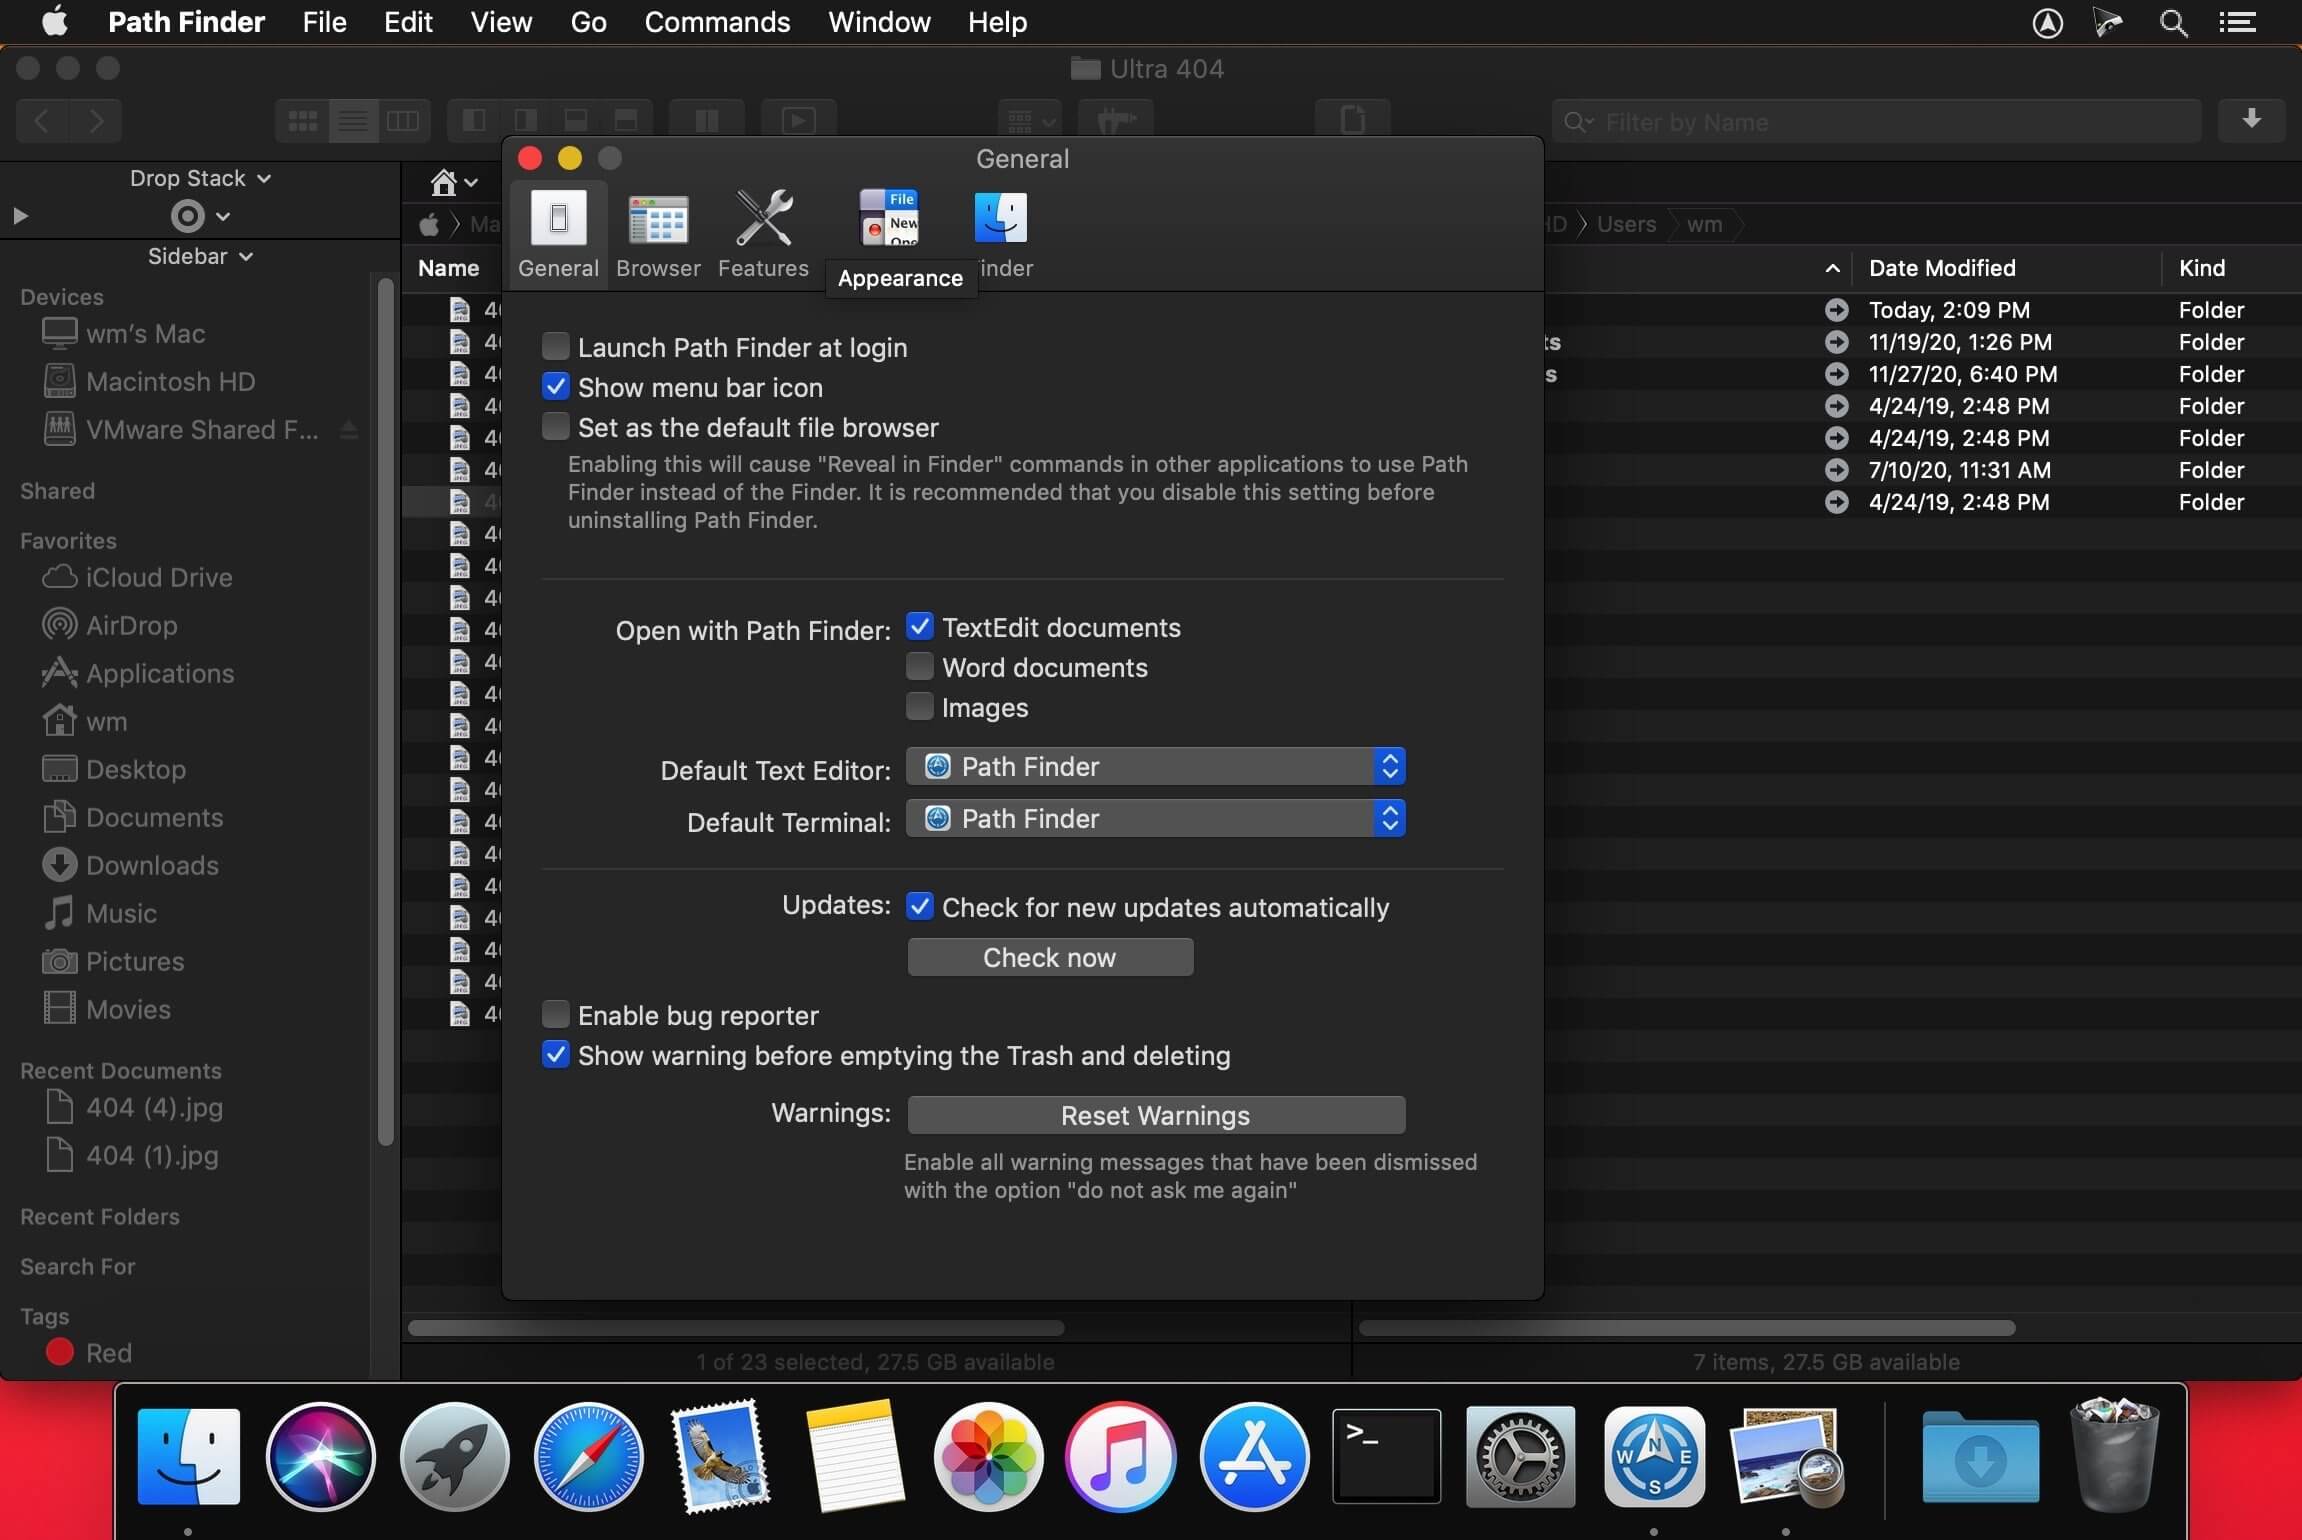 Path Finder File Edit View Go Commands Window Help
Ultra 404
Filter by Name
Drop Stack
Sidebar
Devices
wm's Mac
Macintosh HD
VMware Shared F...
Shared
Favorites
iCloud Drive
AirDrop
Applications
wm
Desktop
Documents
Downloads
Music
Pictures
Movies
Recent Documents
404 (4).jpg
404 (1).jpg
Recent Folders
Search For
Tags
Red
Name
General
General Browser Features
File
New
Appearance
Launch Path Finder at login
Show menu bar icon
Set as the default file browser
Enabling this will cause "Reveal in Finder" commands in other applications to use Path
Finder instead of the Finder. It is recommended that you disable this setting before
uninstalling Path Finder.
Open with Path Finder: TextEdit documents
Word documents
Images
Default Text Editor: Path Finder
Default Terminal: Path Finder
Updates: Check for new updates automatically
Check now
Enable bug reporter
Show warning before emptying the Trash and deleting
Warnings: Reset Warnings
Enable all warning messages that have been dismissed
with the option "do not ask me again"
Users wm
Date Modified Kind
Today, 2:09 PM Folder
11/19/20, 1:26 PM Folder
11/27/20, 6:40 PM Folder
4/24/19, 2:48 PM Folder
4/24/19, 2:48 PM Folder
7/10/20, 11:31 AM Folder
4/24/19, 2:48 PM Folder
1 of 23 selected, 27.5 GB available
7 items, 27.5 GB available
>_
N
W E
S